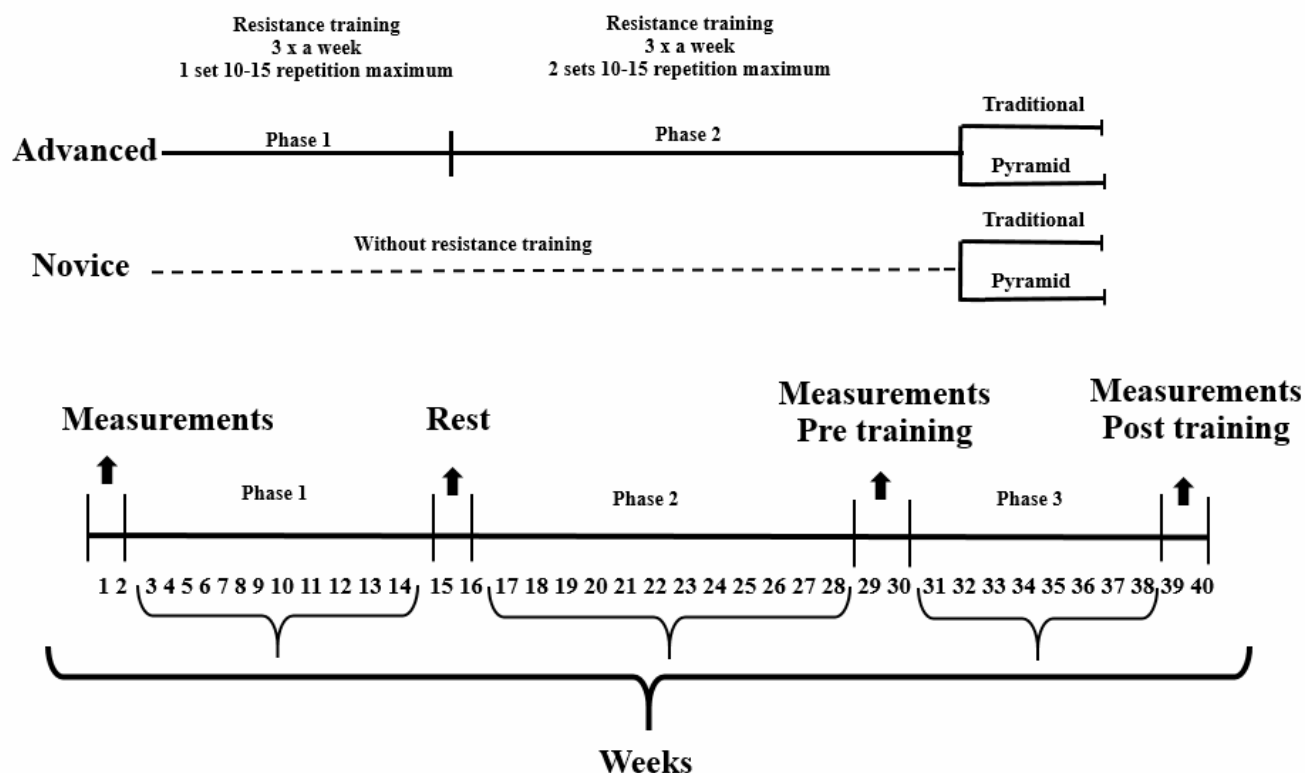 Resistance training
3 x a week
1 set 10-15 repetition maximum
Resistance training
3 x a week
2 sets 10-15 repetition maximum
Advanced
Phase 1
Phase 2
Traditional
Pyramid
Novice
Without resistance training
Traditional
Pyramid
Measurements
Rest
Measurements
Pre training
Measurements
Post training
Phase 1
Phase 2
Phase 3
1 2 3 4 5 6 7 8 9 10 11 12 13 14 15 16 17 18 19 20 21 22 23 24 25 26 27 28 29 30 31 32 33 34 35 36 37 38 39 40
Weeks